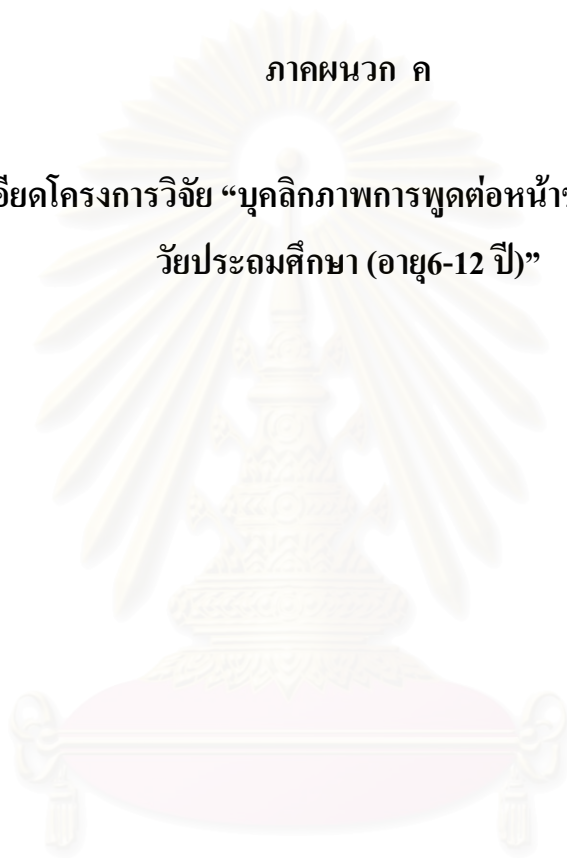 ภาคผนวก ค
อียดโครงการวิจัย “บุคลิกภาพการพูดต่อหน้า
วัยประถมศึกษา (อายุ6-12 ปี)”